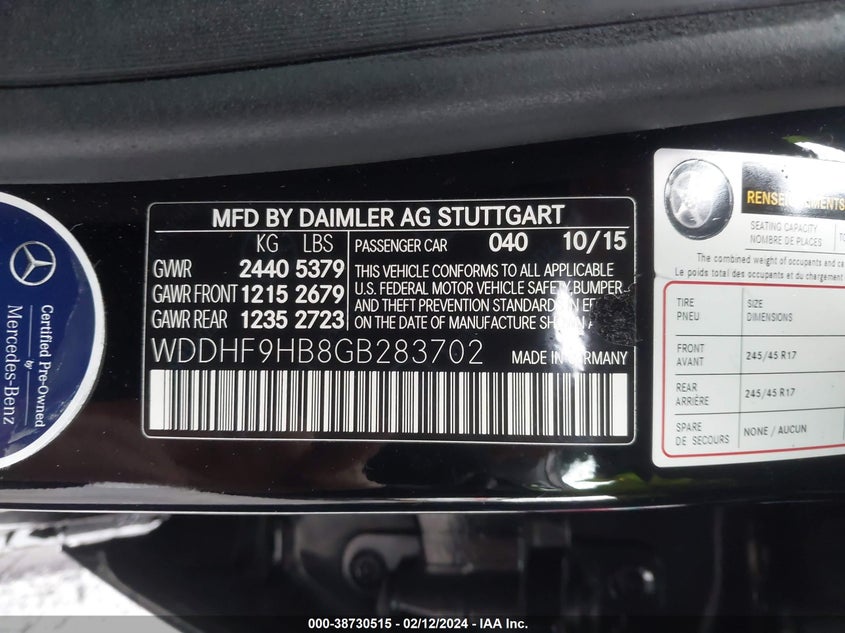 MFD BY DAIMLER AG STUTTGART
KG LBS
GVWR 2440 5379
GAWR FRONT 1215 2679
GAWR REAR 1235 2723
PASSENGER CAR 040 10/15
THIS VEHICLE CONFORMS TO ALL APPLICABLE
U.S. FEDERAL MOTOR VEHICLE SAFETY, BUMPER
AND THEFT PREVENTION STANDARDS IN
ON THE DATE OF MANUFACTURE
WDDHF9HB8GB283702
MADE IN GERMANY
Certified Pre-Owned
by
Mercedes-Benz
SEATING CAPACITY
NOMBRE DE PLACES
The combined weight of occupants and
Le poids total des occupants et du chargement
TIRE SIZE
PNEU DIMENSIONS
FRONT
AVANT
245/45 R17
REAR
ARRIÈRE
245/45 R17
SPARE
DE SECOURS
NONE / AUCUN
000-38730515 - 02/12/2024 - IAA Inc.